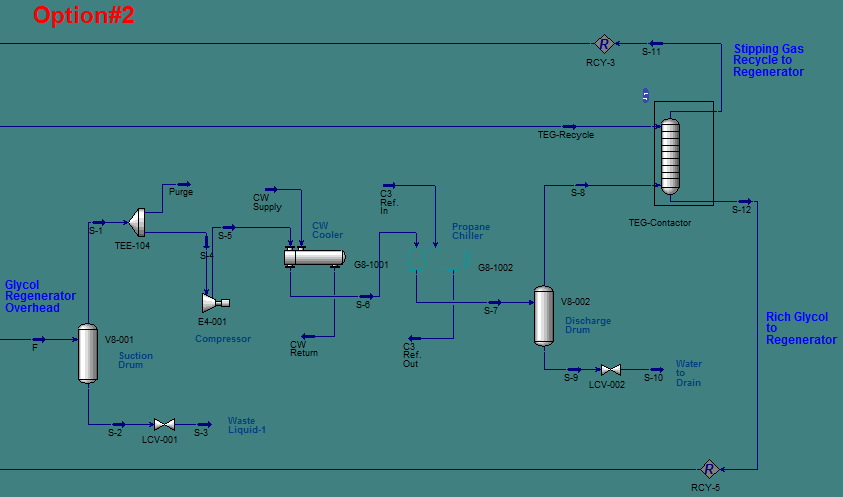 Option#2
S-11
RCY-3
Stipping Gas
Recycle to
Regenerator
TEG-Recycle
Purge
CW
Supply
C3
Ref.
In
S-8
S-12
TEG-Contactor
S-1
TEE-104
S-4
S-5
CW
Cooler
G8-1001
Propane
Chiller
G8-1002
Glycol
Regenerator
Overhead
E4-001
Compressor
S-6
S-7
V8-002
Discharge
Drum
Rich Glycol
to
Regenerator
F
V8-001
Suction
Drum
CW
Return
C3
Ref.
Out
S-9
LCV-002
S-10
Water
to
Drain
S-2
LCV-001
S-3
Waste
Liquid-1
RCY-5